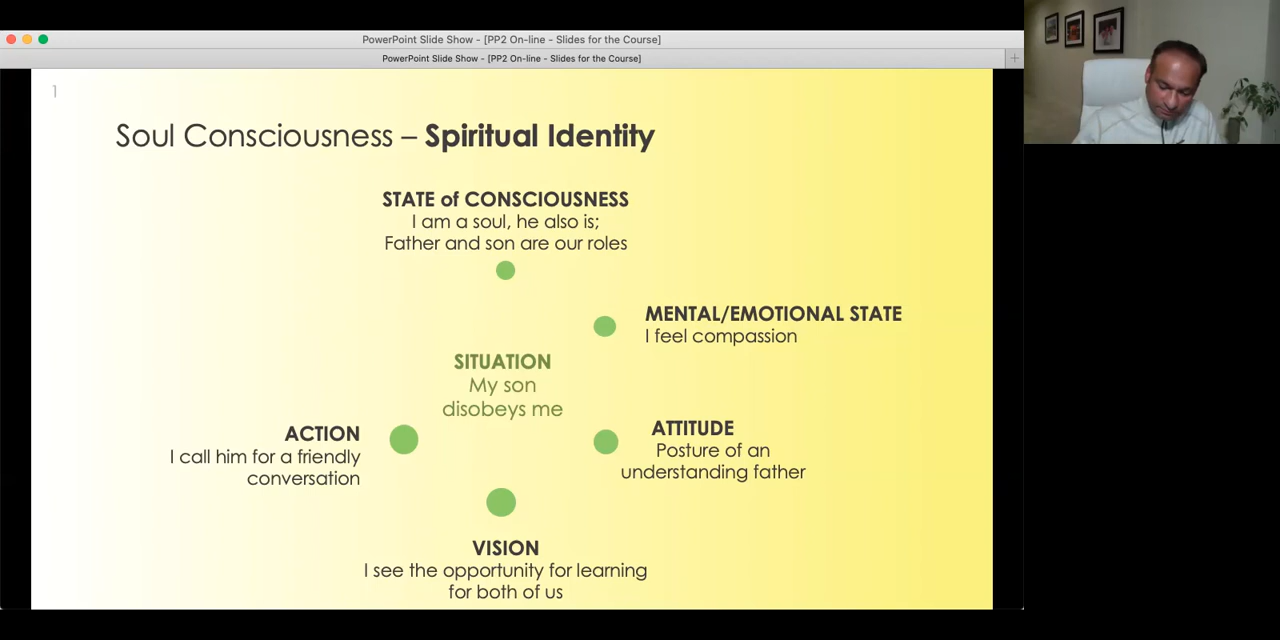 PowerPoint Slide Show - [PP2 On-line - Slides for the Course]
PowerPoint Slide Show - [PP2 On-line - Slides for the Course]
1
Soul Consciousness – Spiritual Identity
STATE of CONSCIOUSNESS
I am a soul, he also is;
Father and son are our roles
MENTAL/EMOTIONAL STATE
I feel compassion
SITUATION
My son
disobeys me
ATTITUDE
Posture of an
understanding father
ACTION
I call him for a friendly
conversation
VISION
I see the opportunity for learning
for both of us